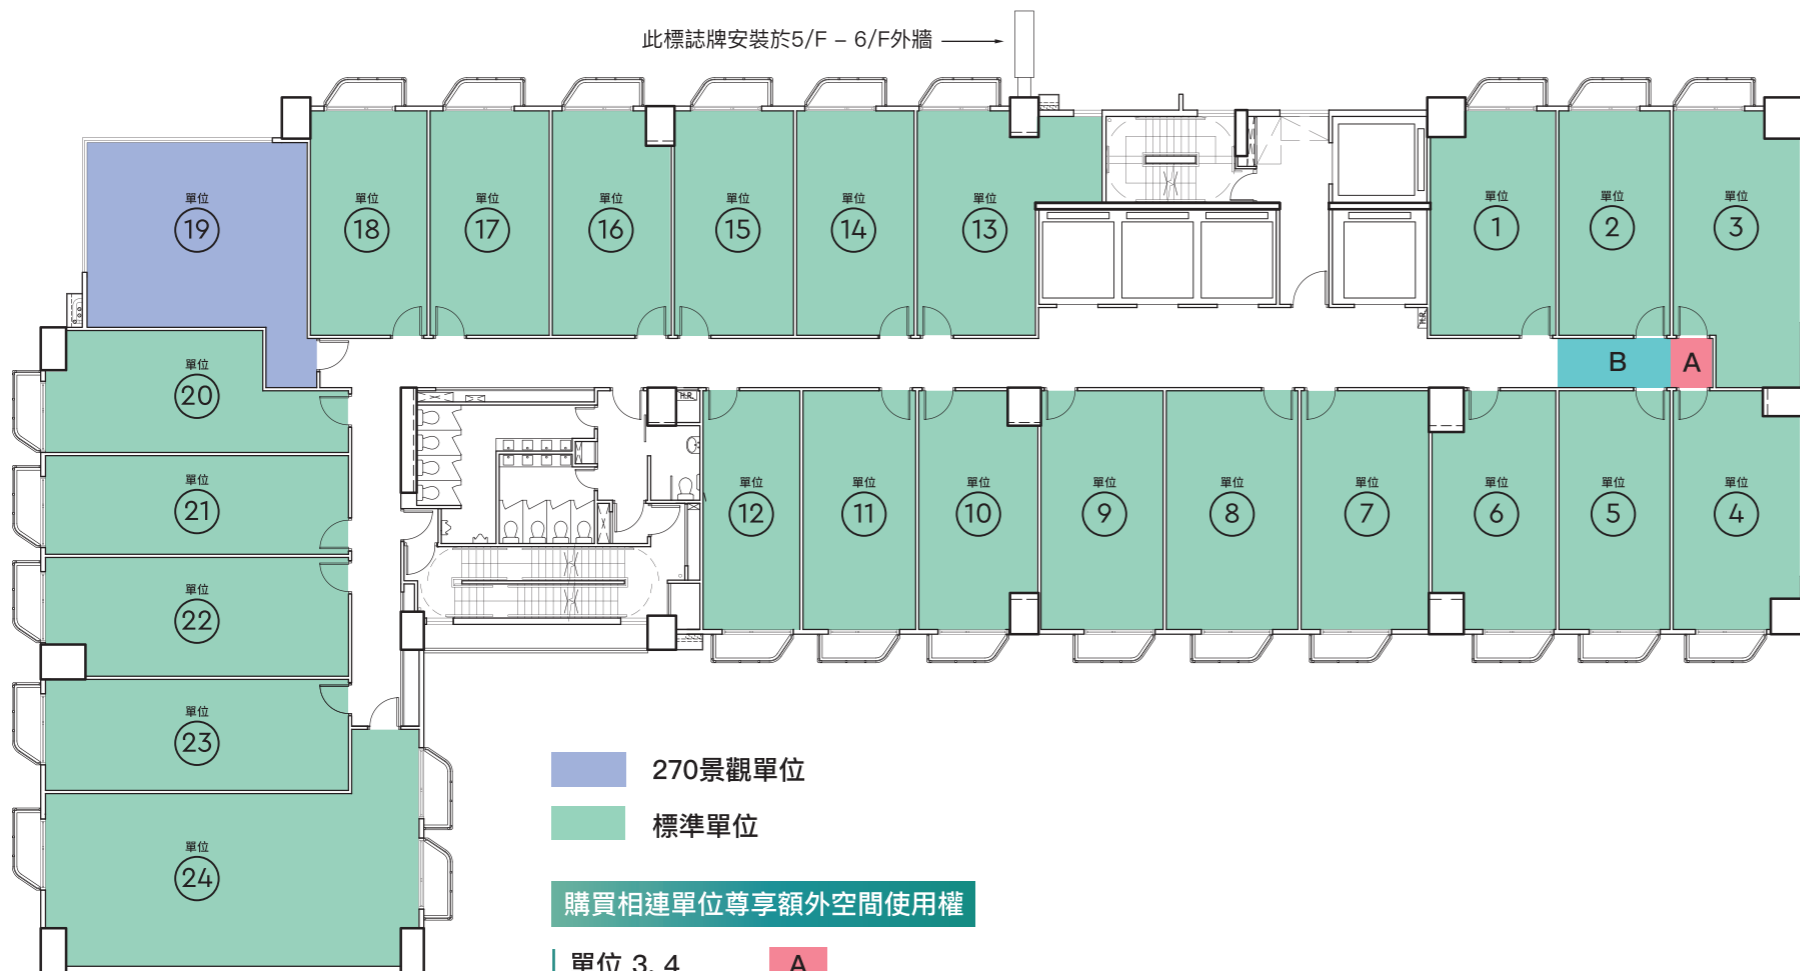 此標誌牌安裝於5/F – 6/F外牆
單位
19
單位
18
單位
17
單位
16
單位
15
單位
14
單位
13
單位
1
單位
2
單位
3
H.R.
B
A
單位
20
H.R.
單位
21
單位
12
單位
11
單位
10
單位
9
單位
8
單位
7
單位
6
單位
5
單位
4
單位
22
單位
23
單位
24
270景觀單位
標準單位
購買相連單位尊享額外空間使用權
單位 3, 4
A